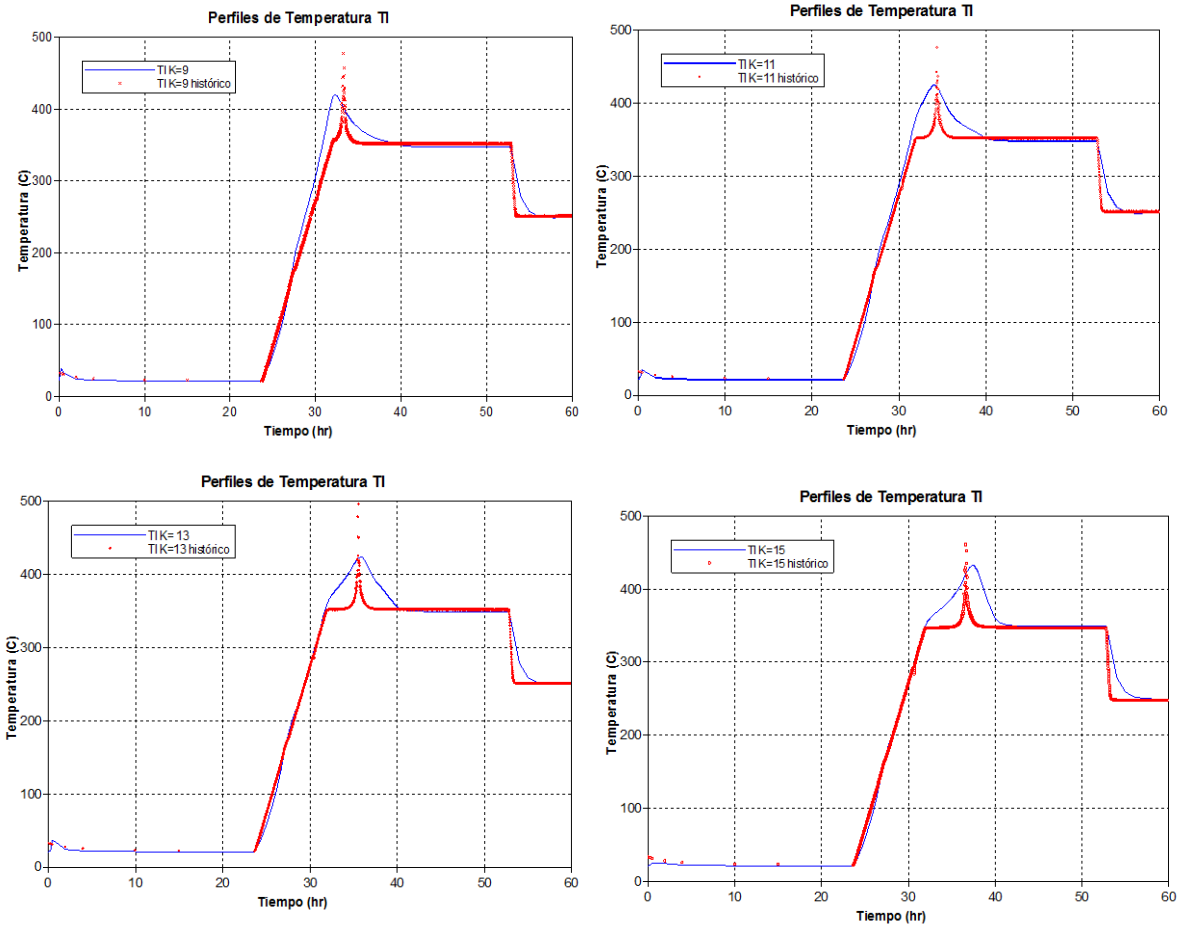 Perfiles de Temperatura TI
TI K=9
TI K=9 histórico
Temperatura (C)
500
400
300
200
100
0
0 10 20 30 40 50 60
Tiempo (hr)
Perfiles de Temperatura TI
TI K=11
TI K=11 histórico
Temperatura (C)
500
400
300
200
100
0
0 10 20 30 40 50 60
Tiempo (hr)
Perfiles de Temperatura TI
TI K= 13
TI K=13 histórico
Temperatura (C)
500
400
300
200
100
0
0 10 20 30 40 50 60
Tiempo (hr)
Perfiles de Temperatura TI
TI K=15
TI K=15 histórico
Temperatura (C)
500
400
300
200
100
0
0 10 20 30 40 50 60
Tiempo (hr)